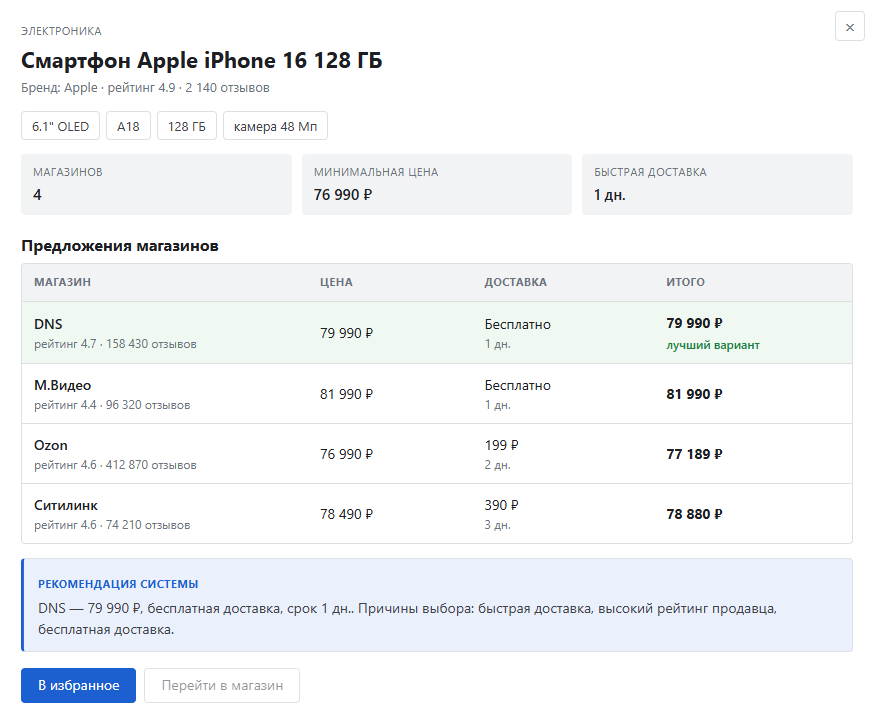 ЭЛЕКТРОНИКА
×
Смартфон Apple iPhone 16 128 ГБ
Бренд: Apple · рейтинг 4.9 · 2 140 отзывов
6.1" OLED A18 128 ГБ камера 48 Мп
МАГАЗИНОВ МИНИМАЛЬНАЯ ЦЕНА БЫСТРАЯ ДОСТАВКА
4 76 990 ₽ 1 дн.
Предложения магазинов
МАГАЗИН ЦЕНА ДОСТАВКА ИТОГО
DNS 79 990 ₽ Бесплатно 79 990 ₽
рейтинг 4.7 · 158 430 отзывов 1 дн. лучший вариант
М.Видео 81 990 ₽ Бесплатно 81 990 ₽
рейтинг 4.4 · 96 320 отзывов 1 дн.
Ozon 76 990 ₽ 199 ₽ 77 189 ₽
рейтинг 4.6 · 412 870 отзывов 2 дн.
Ситилинк 78 490 ₽ 390 ₽ 78 880 ₽
рейтинг 4.6 · 74 210 отзывов 3 дн.
РЕКОМЕНДАЦИЯ СИСТЕМЫ
DNS — 79 990 ₽, бесплатная доставка, срок 1 дн.. Причины выбора: быстрая доставка, высокий рейтинг продавца,
бесплатная доставка.
В избранное Перейти в магазин